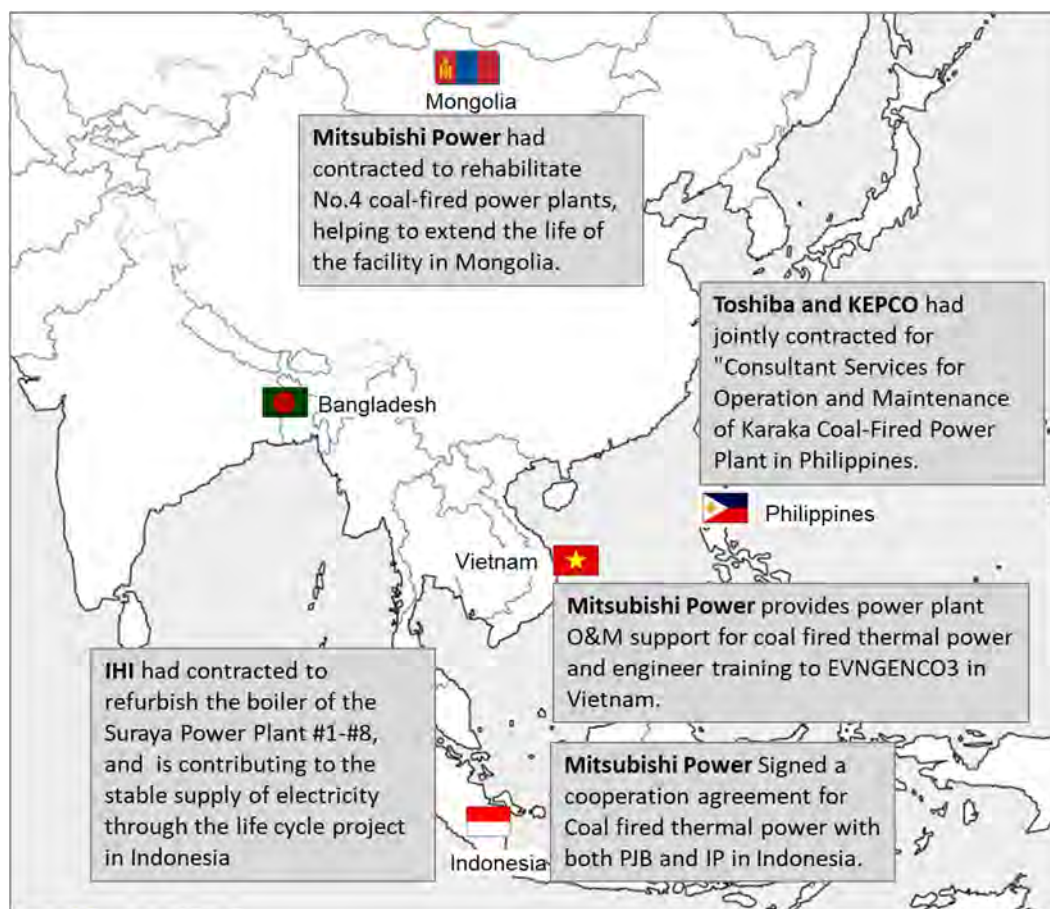 Mongolia
Mitsubishi Power had
contracted to rehabilitate
No.4 coal-fired power plants,
helping to extend the life of
the facility in Mongolia.
Toshiba and KEPCO had
jointly contracted for
"Consultant Services for
Operation and Maintenance
of Karaka Coal-Fired Power
Plant in Philippines.
Bangladesh
Philippines
Vietnam
Mitsubishi Power provides power plant
O&M support for coal fired thermal power
and engineer training to EVNGENCO3 in
Vietnam.
IHI had contracted to
refurbish the boiler of the
Suraya Power Plant #1-#8,
and is contributing to the
stable supply of electricity
through the life cycle project
in Indonesia
Mitsubishi Power Signed a
cooperation agreement for
Coal fired thermal power with
both PJB and IP in Indonesia.
Indonesia